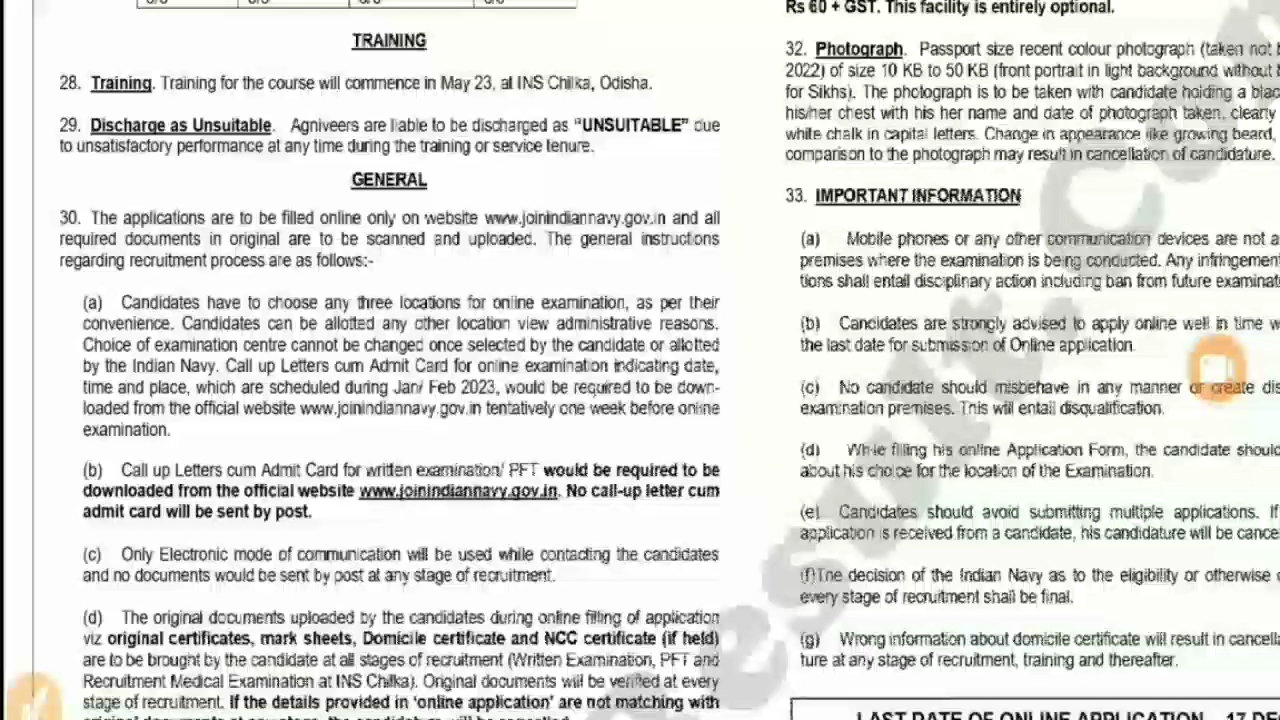 TRAINING
28. Training. Training for the course will commence in May 23, at INS Chilka, Odisha.
29. Discharge as Unsuitable. Agniveers are liable to be discharged as "UNSUITABLE" due
to unsatisfactory performance at any time during the training or service tenure.
GENERAL
30. The applications are to be filled online only on website www.joinindiannavy.gov.in and all
required documents in original are to be scanned and uploaded. The general instructions
regarding recruitment process are as follows:-
(a) Candidates have to choose any three locations for online examination, as per their
convenience. Candidates can be allotted any other location view administrative reasons.
Choice of examination centre cannot be changed once selected by the candidate or allotted
by the Indian Navy. Call up Letters cum Admit Card for online examination indicating date,
time and place, which are scheduled during Jan/ Feb 2023, would be required to be down-
loaded from the official website www.joinindiannavy.gov.in tentatively one week before online
examination.
(b) Call up Letters cum Admit Card for written examination/ PFT would be required to be
downloaded from the official website www.joinindiannavy.gov.in. No call-up letter cum
admit card will be sent by post.
(c) Only Electronic mode of communication will be used while contacting the candidates
and no documents would be sent by post at any stage of recruitment.
(d) The original documents uploaded by the candidates during online filling of application
viz original certificates, mark sheets, Domicile certificate and NCC certificate (if held)
are to be brought by the candidate at all stages of recruitment (Written Examination, PFT and
Recruitment Medical Examination at INS Chilka). Original documents will be verified at every
stage of recruitment. If the details provided in 'online application' are not matching with
Rs 60 + GST. This facility is entirely optional.
32. Photograph. Passport size recent colour photograph (taken not
2022) of size 10 KB to 50 KB (front portrait in light background without
for Sikhs). The photograph is to be taken with candidate holding a
his/her chest with his her name and date of photograph taken, clearly
white chalk in capital letters. Change in appearance like growing beard,
comparison to the photograph may result in cancellation of candidature.
33. IMPORTANT INFORMATION
(a) Mobile phones or any other communication devices are not
premises where the examination is being conducted. Any infringement
tions shall entail disciplinary action including ban from future
(b) Candidates are strongly advised to apply online well in time
the last date for submission of Online application.
(c) No candidate should misbehave in any manner or create
examination premises. This will entail disqualification.
(d) While filling his online Application Form, the candidate should
about his choice for the location of the Examination.
(e) Candidates should avoid submitting multiple applications. If
application is received from a candidate, his candidature will be
(f)The decision of the Indian Navy as to the eligibility or otherwise
every stage of recruitment shall be final.
(g) Wrong information about domicile certificate will result in
ture at any stage of recruitment, training and thereafter.
LAST DATE OF ONLINE APPLICATION - 17